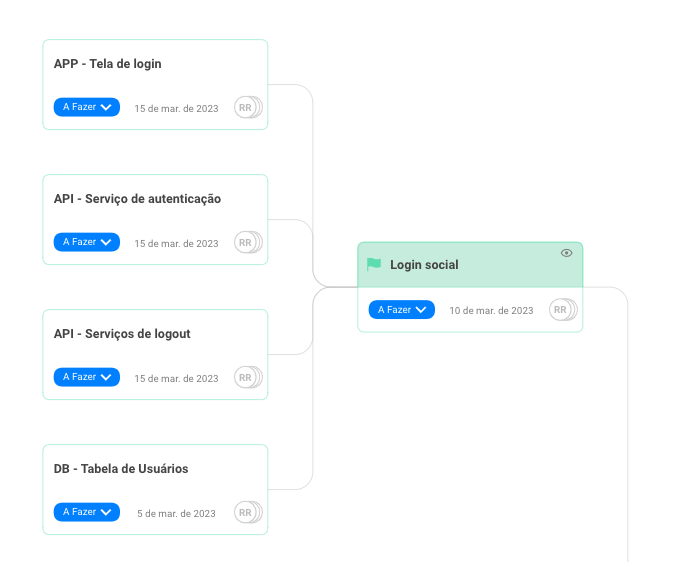 APP - Tela de login
A Fazer 15 de mar. de 2023 RR
API - Serviço de autenticação
A Fazer 15 de mar. de 2023 RR
Login social
A Fazer 10 de mar. de 2023 RR
API - Serviços de logout
A Fazer 15 de mar. de 2023 RR
DB - Tabela de Usuários
A Fazer 5 de mar. de 2023 RR